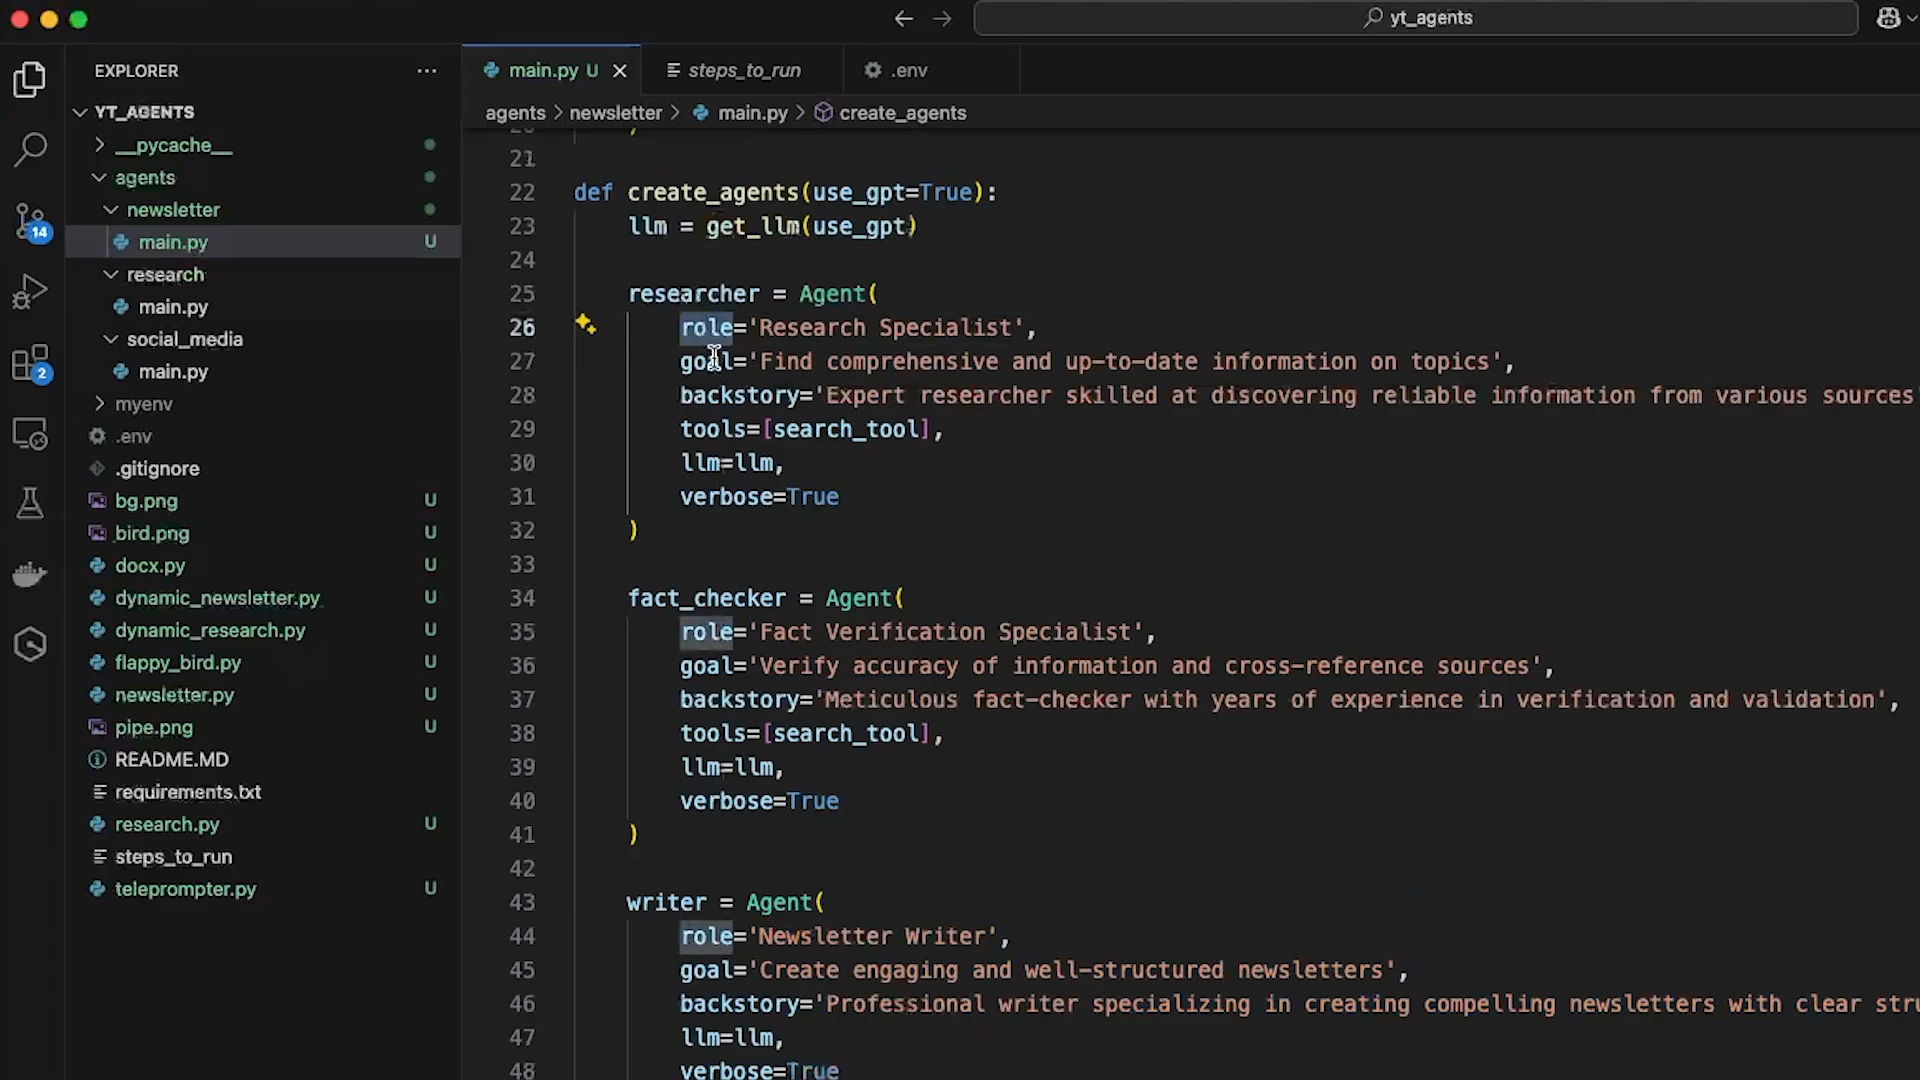 yt_agents
EXPLORER
main.py U
steps_to_run
.env
YT_AGENTS
agents > newsletter > main.py > create_agents
__pycache__
agents
newsletter
main.py U
research
main.py
social_media
main.py
myenv
.env
.gitignore
bg.png U
bird.png U
docx.py U
dynamic_newsletter.py U
dynamic_research.py U
flappy_bird.py U
newsletter.py U
pipe.png U
README.MD
requirements.txt
research.py U
steps_to_run
teleprompter.py U
14
2
21
22 def create_agents(use_gpt=True):
23 llm = get_llm(use_gpt)
24
25 researcher = Agent(
26 role='Research Specialist',
27 goal='Find comprehensive and up-to-date information on topics',
28 backstory='Expert researcher skilled at discovering reliable information from various sources'
29 tools=[search_tool],
30 llm=llm,
31 verbose=True
32 )
33
34 fact_checker = Agent(
35 role='Fact Verification Specialist',
36 goal='Verify accuracy of information and cross-reference sources',
37 backstory='Meticulous fact-checker with years of experience in verification and validation',
38 tools=[search_tool],
39 llm=llm,
40 verbose=True
41 )
42
43 writer = Agent(
44 role='Newsletter Writer',
45 goal='Create engaging and well-structured newsletters',
46 backstory='Professional writer specializing in creating compelling newsletters with clear stru
47 llm=llm,
48 verbose=True